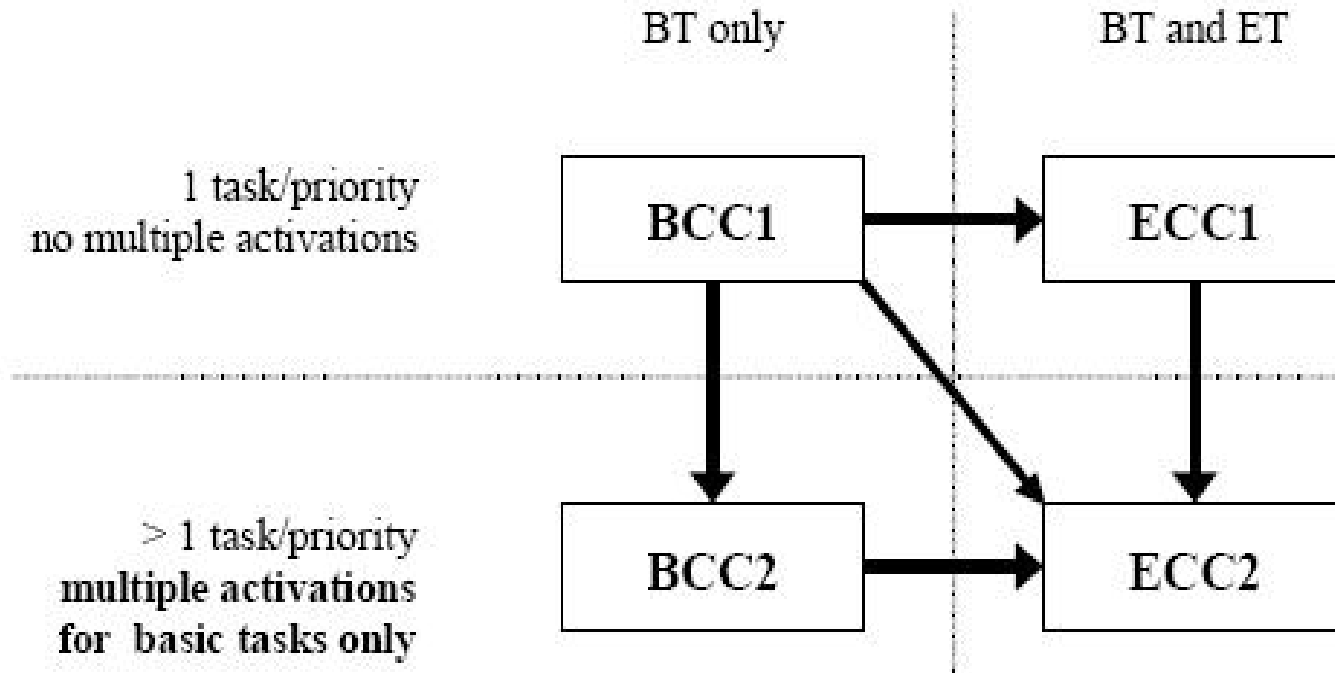 BT only
BT and ET
1 task/priority
no multiple activations
BCC1
ECC1
> 1 task/priority
multiple activations
for basic tasks only
BCC2
ECC2